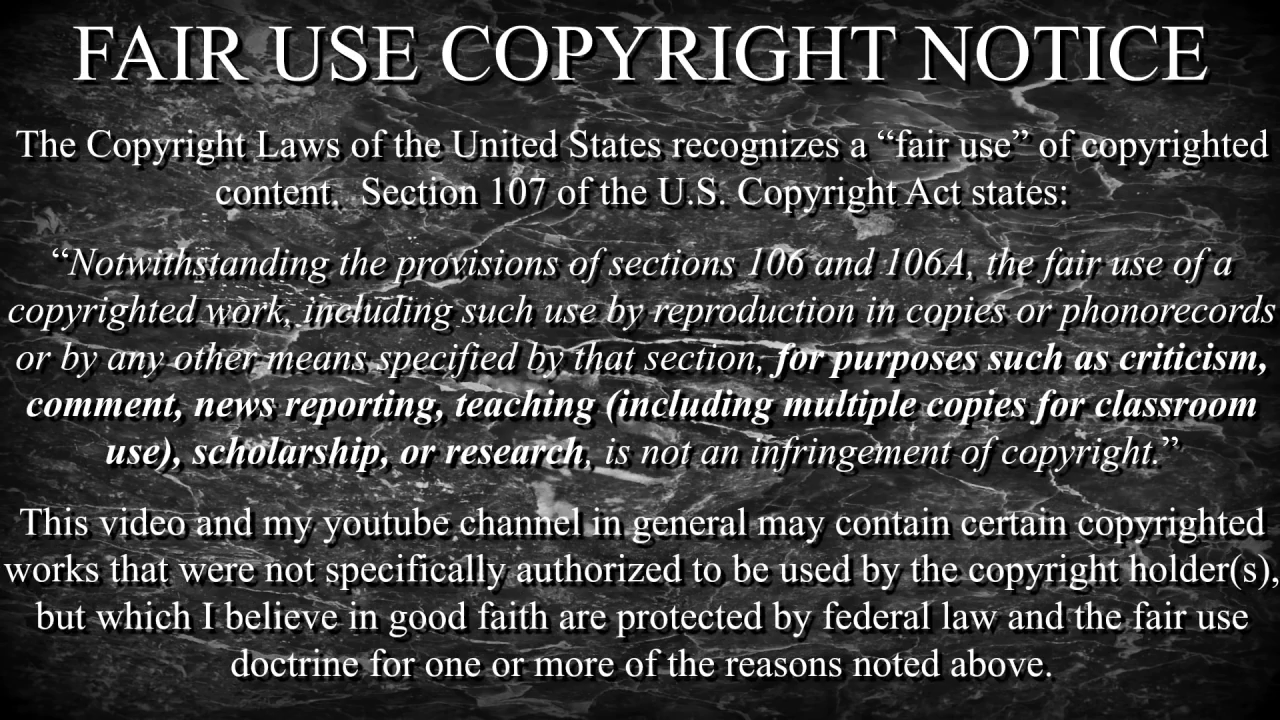 FAIR USE COPYRIGHT NOTICE
The Copyright Laws of the United States recognizes a “fair use” of copyrighted
content.  Section 107 of the U.S. Copyright Act states:
“Notwithstanding the provisions of sections 106 and 106A, the fair use of a
copyrighted work, including such use by reproduction in copies or phonorecords
or by any other means specified by that section, for purposes such as criticism,
comment, news reporting, teaching (including multiple copies for classroom
use), scholarship, or research, is not an infringement of copyright.”
This video and my youtube channel in general may contain certain copyrighted
works that were not specifically authorized to be used by the copyright holder(s),
but which I believe in good faith are protected by federal law and the fair use
doctrine for one or more of the reasons noted above.